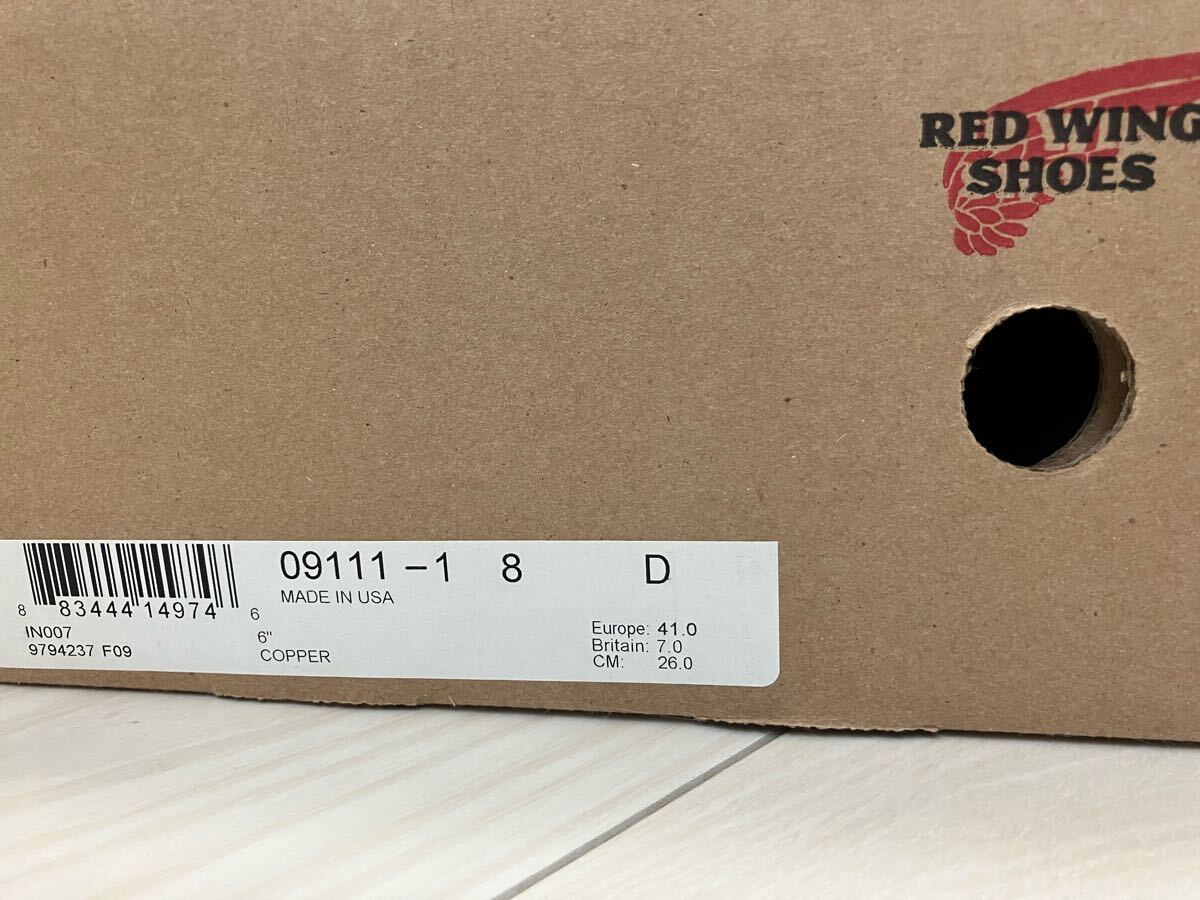 RED WING
SHOES
09111-1 8 D
MADE IN USA
8 83444 14974 6
IN007
9794237 F09
6"
COPPER
Europe: 41.0
Britain: 7.0
CM: 26.0